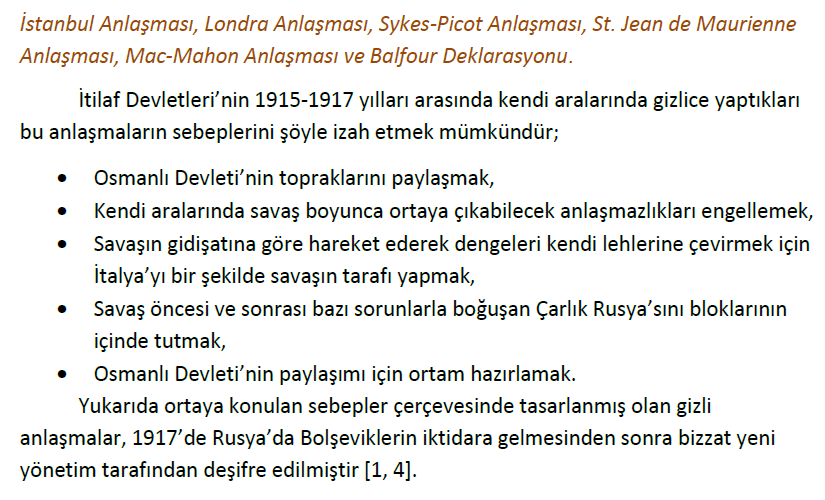 İstanbul Anlaşması, Londra Anlaşması, Sykes-Picot Anlaşması, St. Jean de Maurienne
Anlaşması, Mac-Mahon Anlaşması ve Balfour Deklarasyonu.
İtilaf Devletleri’nin 1915-1917 yılları arasında kendi aralarında gizlice yaptıkları
bu anlaşmaların sebeplerini şöyle izah etmek mümkündür;
• Osmanlı Devleti’nin topraklarını paylaşmak,
• Kendi aralarında savaş boyunca ortaya çıkabilecek anlaşmazlıkları engellemek,
• Savaşın gidişatına göre hareket ederek dengeleri kendi lehlerine çevirmek için
İtalya’yı bir şekilde savaşın tarafı yapmak,
• Savaş öncesi ve sonrası bazı sorunlarla boğuşan Çarlık Rusya’sını bloklarının
içinde tutmak,
• Osmanlı Devleti’nin paylaşımı için ortam hazırlamak.
Yukarıda ortaya konulan sebepler çerçevesinde tasarlanmış olan gizli
anlaşmalar, 1917’de Rusya’da Bolşeviklerin iktidara gelmesinden sonra bizzat yeni
yönetim tarafından deşifre edilmiştir [1, 4].